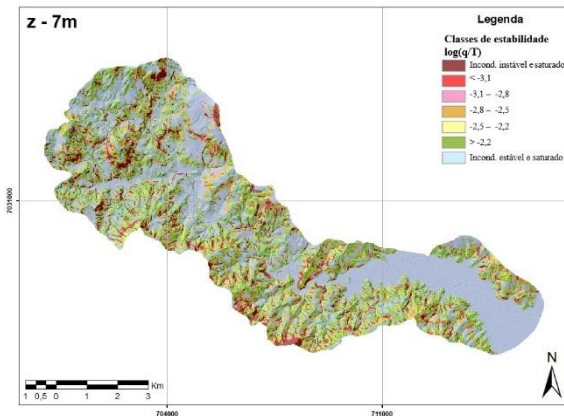 z - 7m
Legenda
Classes de estabilidade
log(q/T)
Incond. instável e saturado
< -3,1
-3,1 – -2,8
-2,8 – -2,5
-2,5 – -2,2
> -2,2
Incond. estável e saturado
7031000
N
Km
1 0,5 0 1 2 3
704000
711000